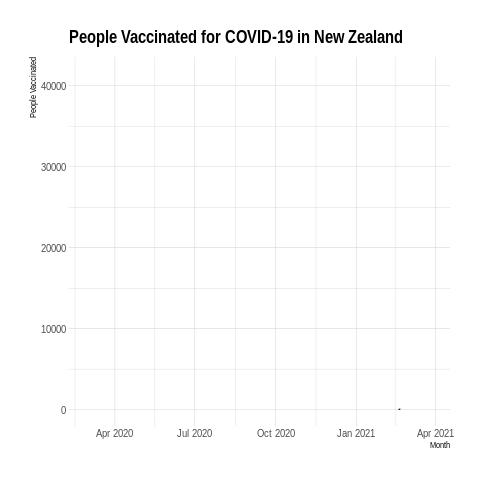 People Vaccinated for COVID-19 in New Zealand
People Vaccinated
40000
30000
20000
10000
0
Apr 2020 Jul 2020 Oct 2020 Jan 2021 Apr 2021
Month